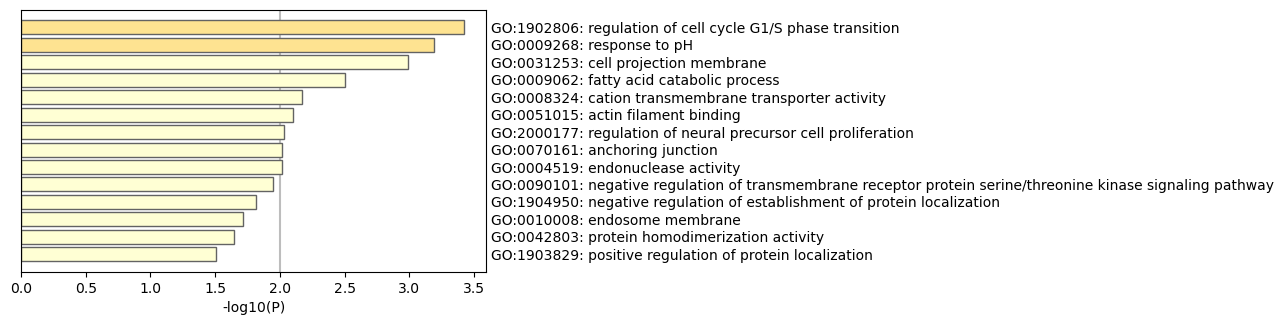 GO:1902806: regulation of cell cycle G1/S phase transition
GO:0009268: response to pH
GO:0031253: cell projection membrane
GO:0009062: fatty acid catabolic process
GO:0008324: cation transmembrane transporter activity
GO:0051015: actin filament binding
GO:2000177: regulation of neural precursor cell proliferation
GO:0070161: anchoring junction
GO:0004519: endonuclease activity
GO:0090101: negative regulation of transmembrane receptor protein serine/threonine kinase signaling pathway
GO:1904950: negative regulation of establishment of protein localization
GO:0010008: endosome membrane
GO:0042803: protein homodimerization activity
GO:1903829: positive regulation of protein localization
0.0 0.5 1.0 1.5 2.0 2.5 3.0 3.5
-log10(P)